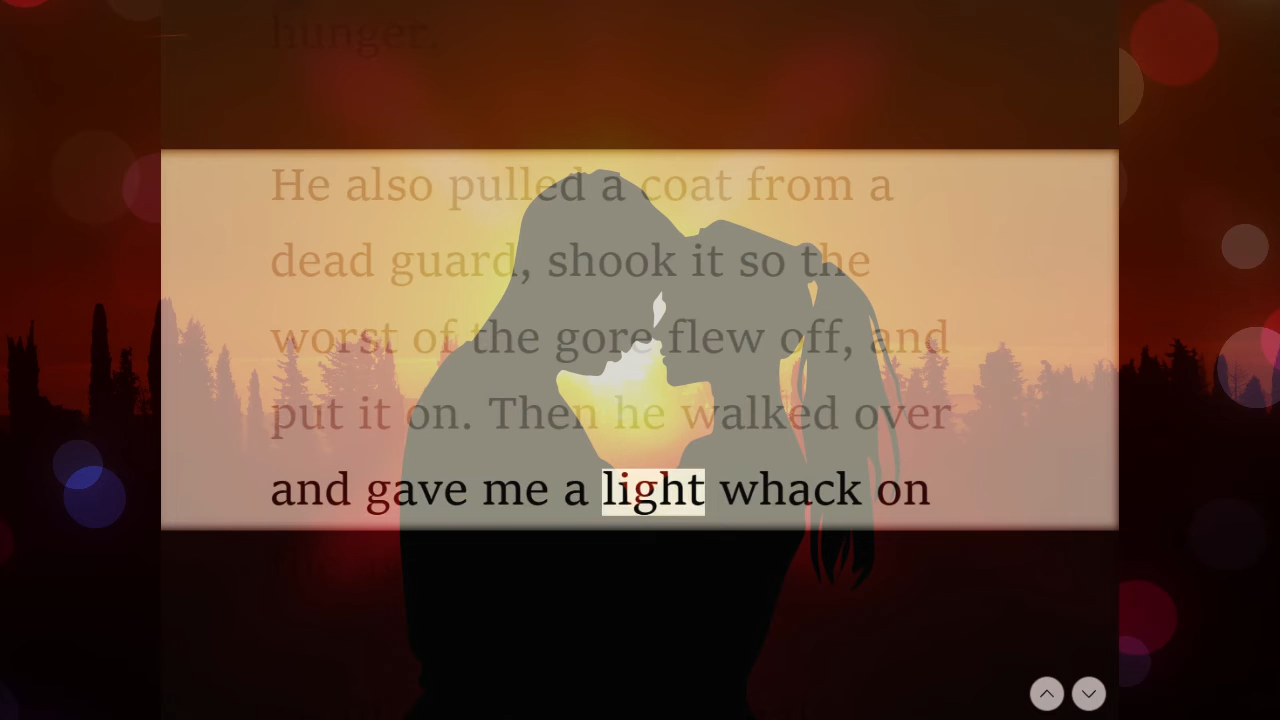 hunger.
He also pulled a coat from a
dead guard, shook it so the
worst of the gore flew off, and
put it on. Then he walked over
and gave me a light whack on